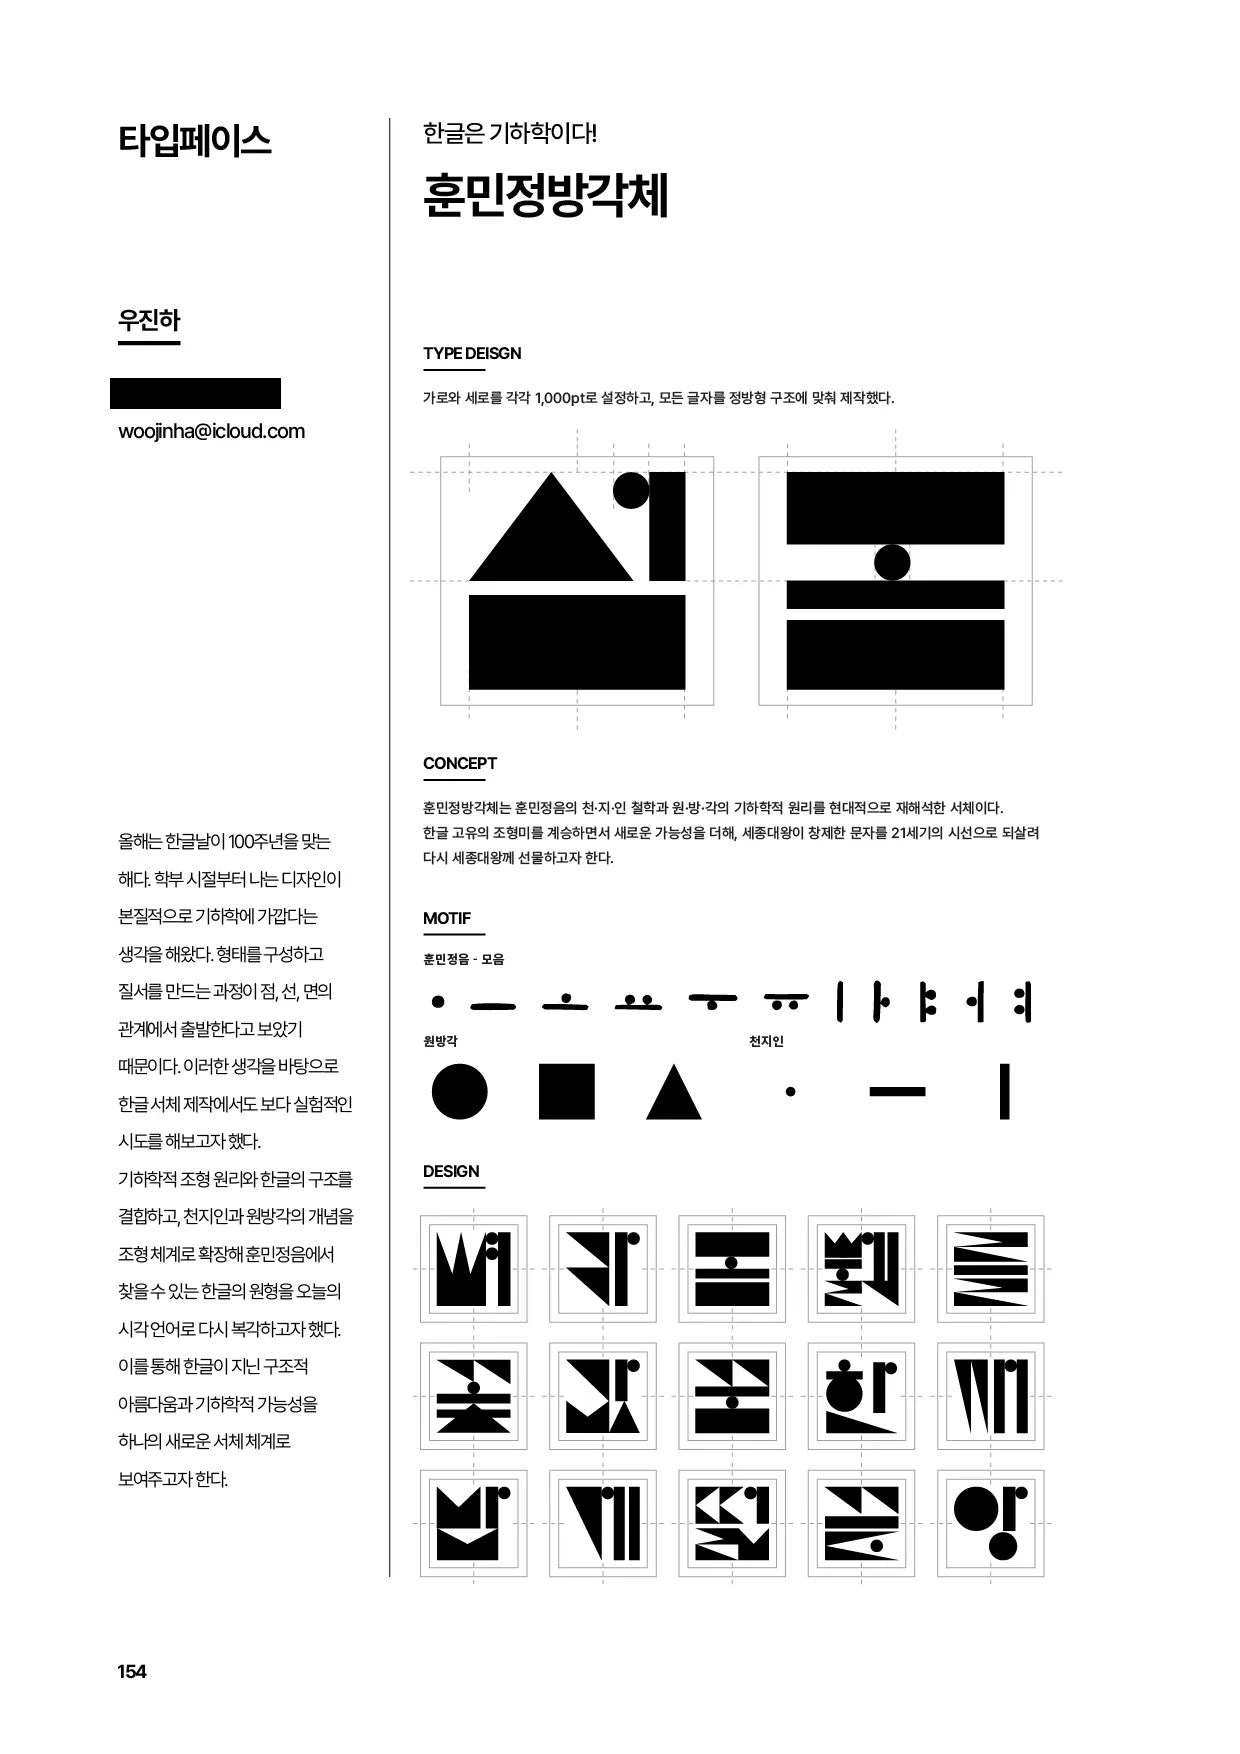 타입페이스
우진하
woojinha@icloud.com
올해는 한글날이 100주년을 맞는
해다. 학부 시절부터 나는 디자인이
본질적으로 기하학에 가깝다는
생각을 해왔다. 형태를 구성하고
질서를 만드는 과정이 점, 선, 면의
관계에서 출발한다고 보았기
때문이다. 이러한 생각을 바탕으로
한글 서체 제작에서도 보다 실험적인
시도를 해보고자 했다.
기하학적 조형 원리와 한글의 구조를
결합하고, 천지인과 원방각의 개념을
조형 체계로 확장해 훈민정음에서
찾을 수 있는 한글의 원형을 오늘의
시각 언어로 다시 복각하고자 했다.
이를 통해 한글이 지닌 구조적
아름다움과 기하학적 가능성을
하나의 새로운 서체 체계로
보여주고자 한다.
154
한글은 기하학이다!
훈민정방각체
TYPE DEISGN
가로와 세로를 각각 1,000pt로 설정하고, 모든 글자를 정방형 구조에 맞춰 제작했다.
CONCEPT
훈민정방각체는 훈민정음의 천·지·인 철학과 원·방·각의 기하학적 원리를 현대적으로 재해석한 서체이다.
한글 고유의 조형미를 계승하면서 새로운 가능성을 더해, 세종대왕이 창제한 문자를 21세기의 시선으로 되살려
다시 세종대왕께 선물하고자 한다.
MOTIF
훈민정음 - 모음
원방각
천지인
DESIGN